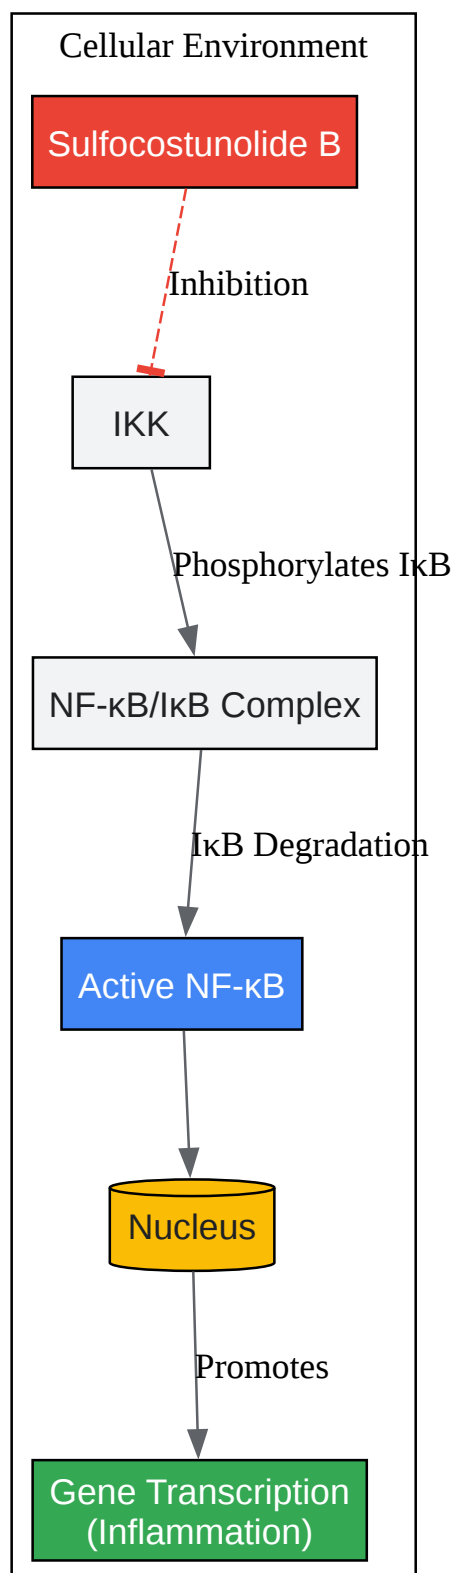 Cellular Environment
Sulfocostunolide B
Inhibition
IKK
Phosphorylates IκB
NF-κB/IκB Complex
IκB Degradation
Active NF-κB
Nucleus
Promotes
Gene Transcription
(Inflammation)